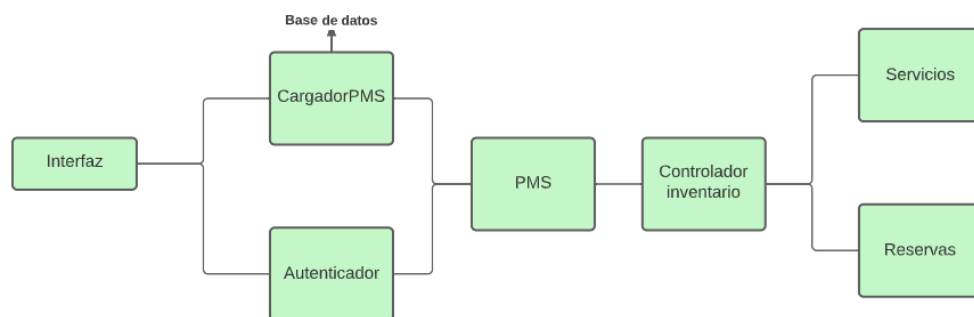 Base de datos
CargadorPMS
Interfaz
Autenticador
PMS
Controlador
inventario
Servicios
Reservas